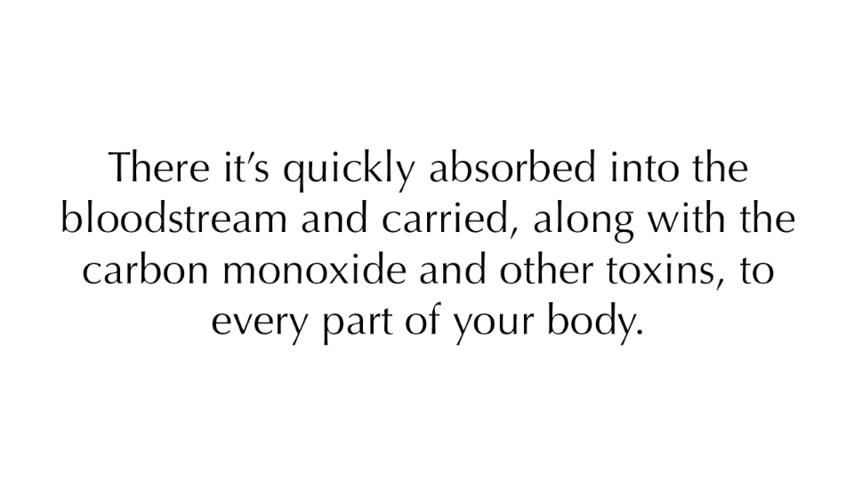 There it’s quickly absorbed into the
bloodstream and carried, along with the
carbon monoxide and other toxins, to
every part of your body.